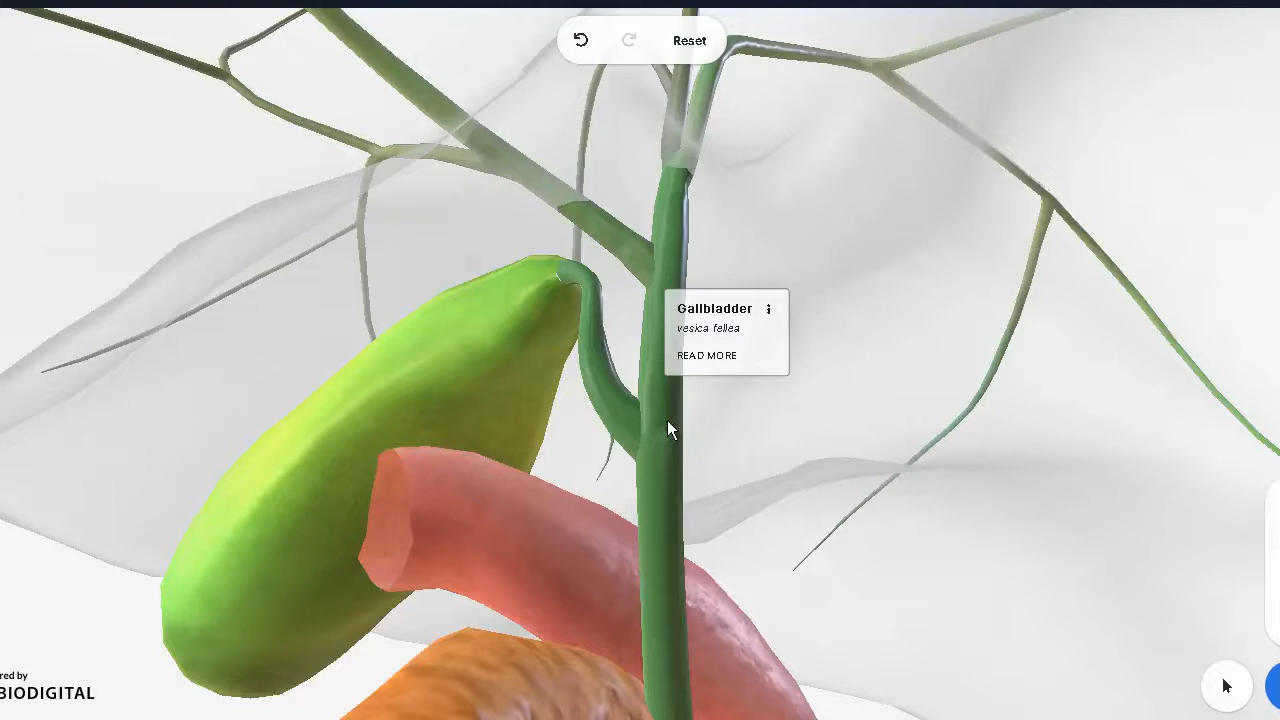 Reset
Gallbladder
vesica fellea
READ MORE
red by
BIODIGITAL